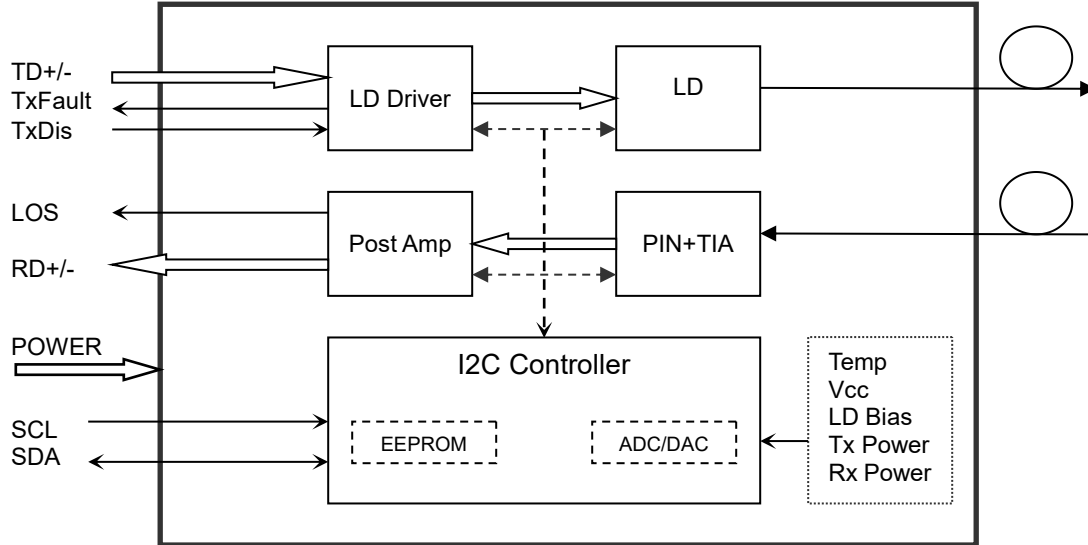 TD+/-
TxFault
TxDis
LD Driver
LD
LOS
RD+/-
Post Amp
PIN+TIA
POWER
SCL
SDA
I2C Controller
EEPROM
ADC/DAC
Temp
Vcc
LD Bias
Tx Power
Rx Power